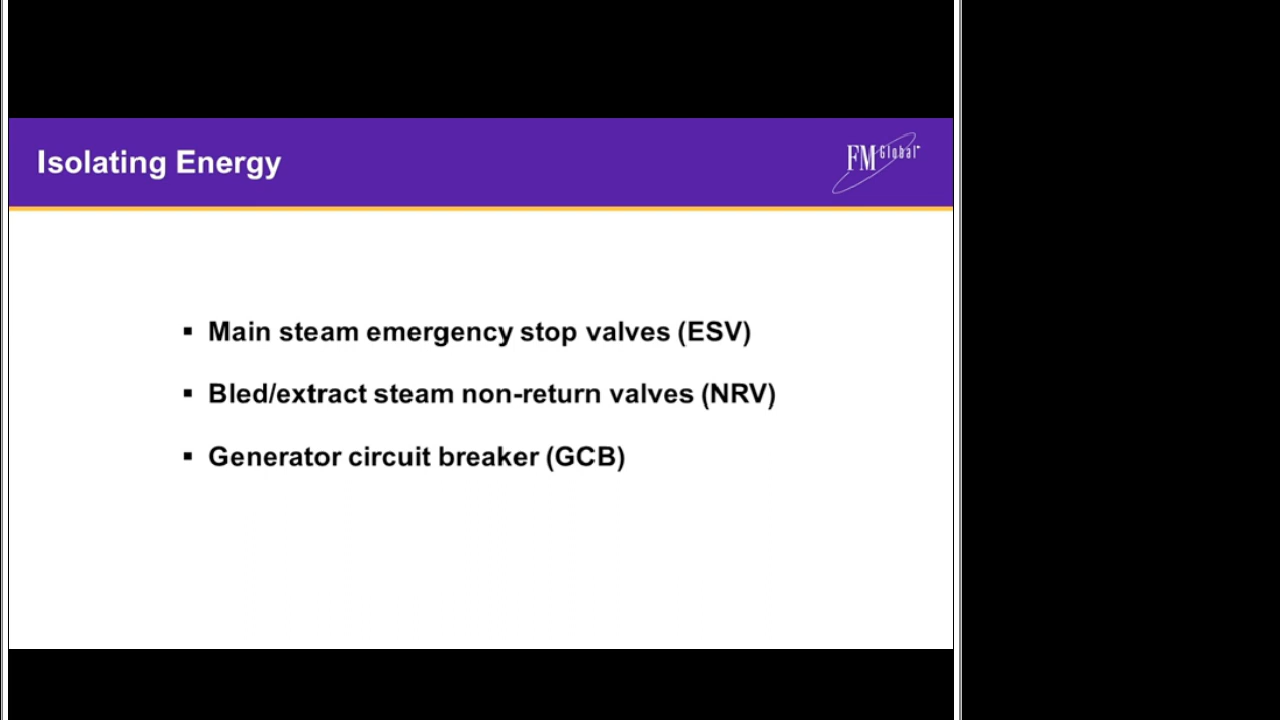 Isolating Energy
FM Global
▪ Main steam emergency stop valves (ESV)
▪ Bled/extract steam non-return valves (NRV)
▪ Generator circuit breaker (GCB)